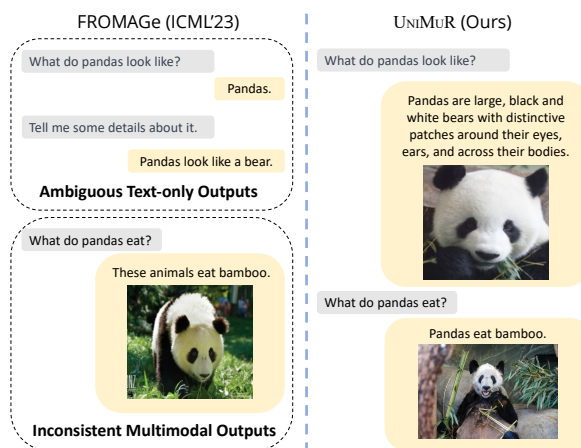 FROMAGe (ICML'23)
What do pandas look like?
Pandas.
Tell me some details about it.
Pandas look like a bear.
Ambiguous Text-only Outputs
What do pandas eat?
These animals eat bamboo.
Inconsistent Multimodal Outputs
UNIMUR (Ours)
What do pandas look like?
Pandas are large, black and
white bears with distinctive
patches around their eyes,
ears, and across their bodies.
What do pandas eat?
Pandas eat bamboo.